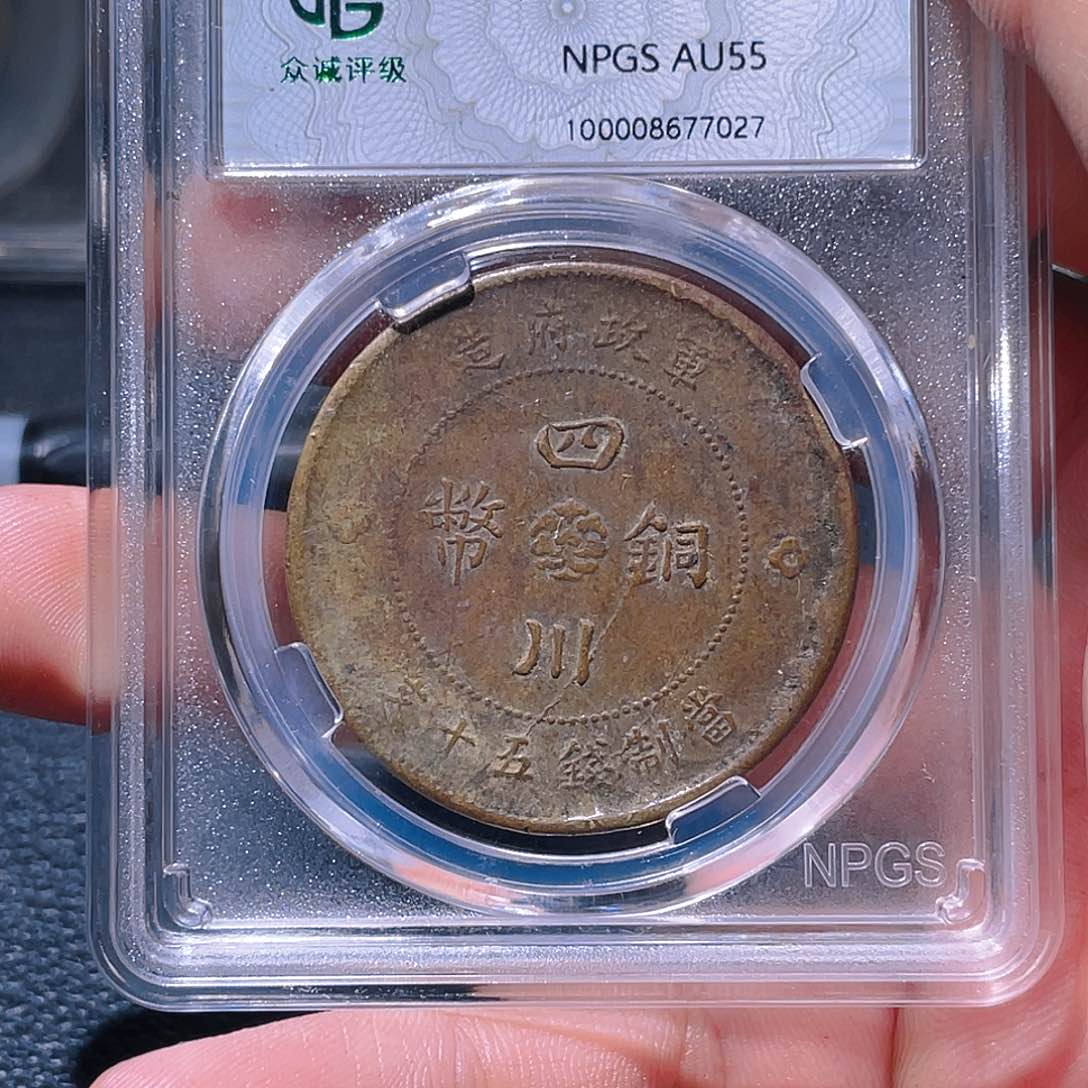 众诚评级
NPGS AU55
100008677027
軍政府造
四川
銅幣
當制錢五十文
NPGS